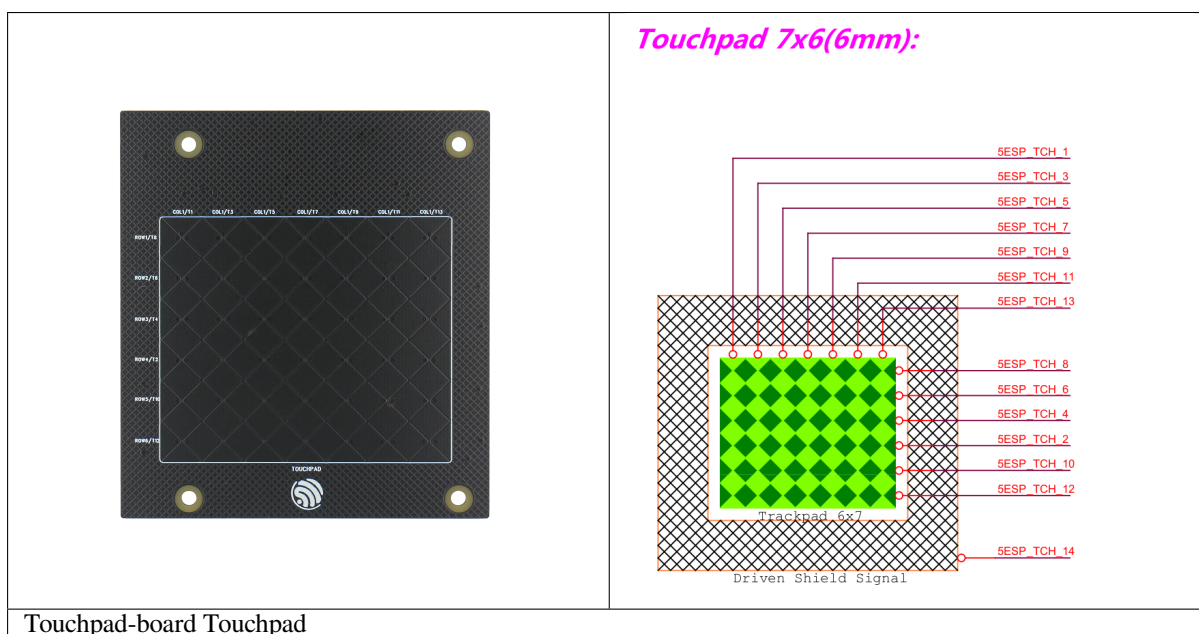 Touchpad 7x6(6mm):
COL1/T1 COL1/T3 COL1/T5 COL1/T7 COL1/T9 COL1/T11 COL1/T13
ROW1/T8
ROW2/T6
ROW3/T4
ROW4/T2
ROW5/T10
ROW6/T12
TOUCHPAD
5ESP_TCH_1
5ESP_TCH_3
5ESP_TCH_5
5ESP_TCH_7
5ESP_TCH_9
5ESP_TCH_11
5ESP_TCH_13
5ESP_TCH_8
5ESP_TCH_6
5ESP_TCH_4
5ESP_TCH_2
5ESP_TCH_10
5ESP_TCH_12
Trackpad 6x7
5ESP_TCH_14
Driven Shield Signal
Touchpad-board Touchpad